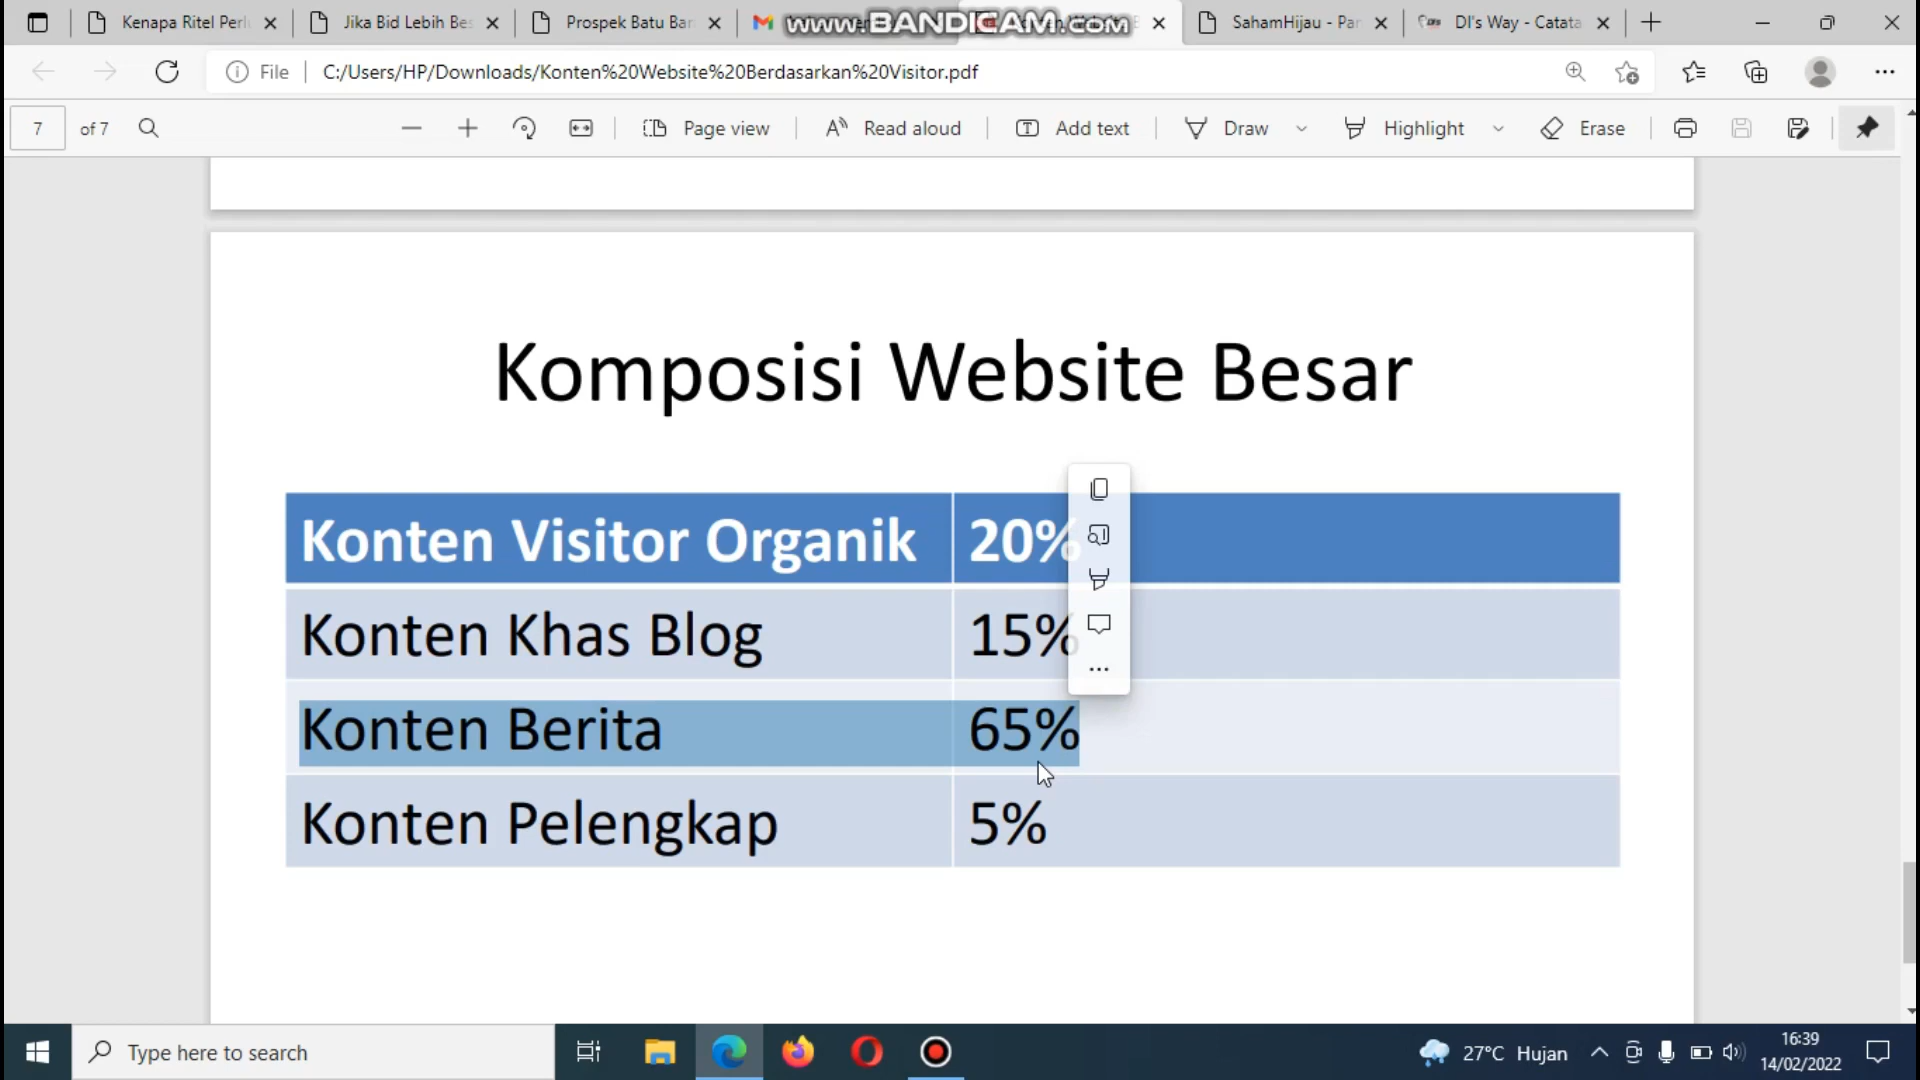 Kenapa Ritel Perl
Jika Bid Lebih Bes
Prospek Batu Bar
www.BANDICAM.com
SahamHijau - Par
DI's Way - Catata
File
C:/Users/HP/Downloads/Konten%20Website%20Berdasarkan%20Visitor.pdf
7 of 7
Page view
Read aloud
Add text
Draw
Highlight
Erase
Komposisi Website Besar
Konten Visitor Organik 20%
Konten Khas Blog 15%
Konten Berita 65%
Konten Pelengkap 5%
Type here to search
27°C Hujan
16:39
14/02/2022